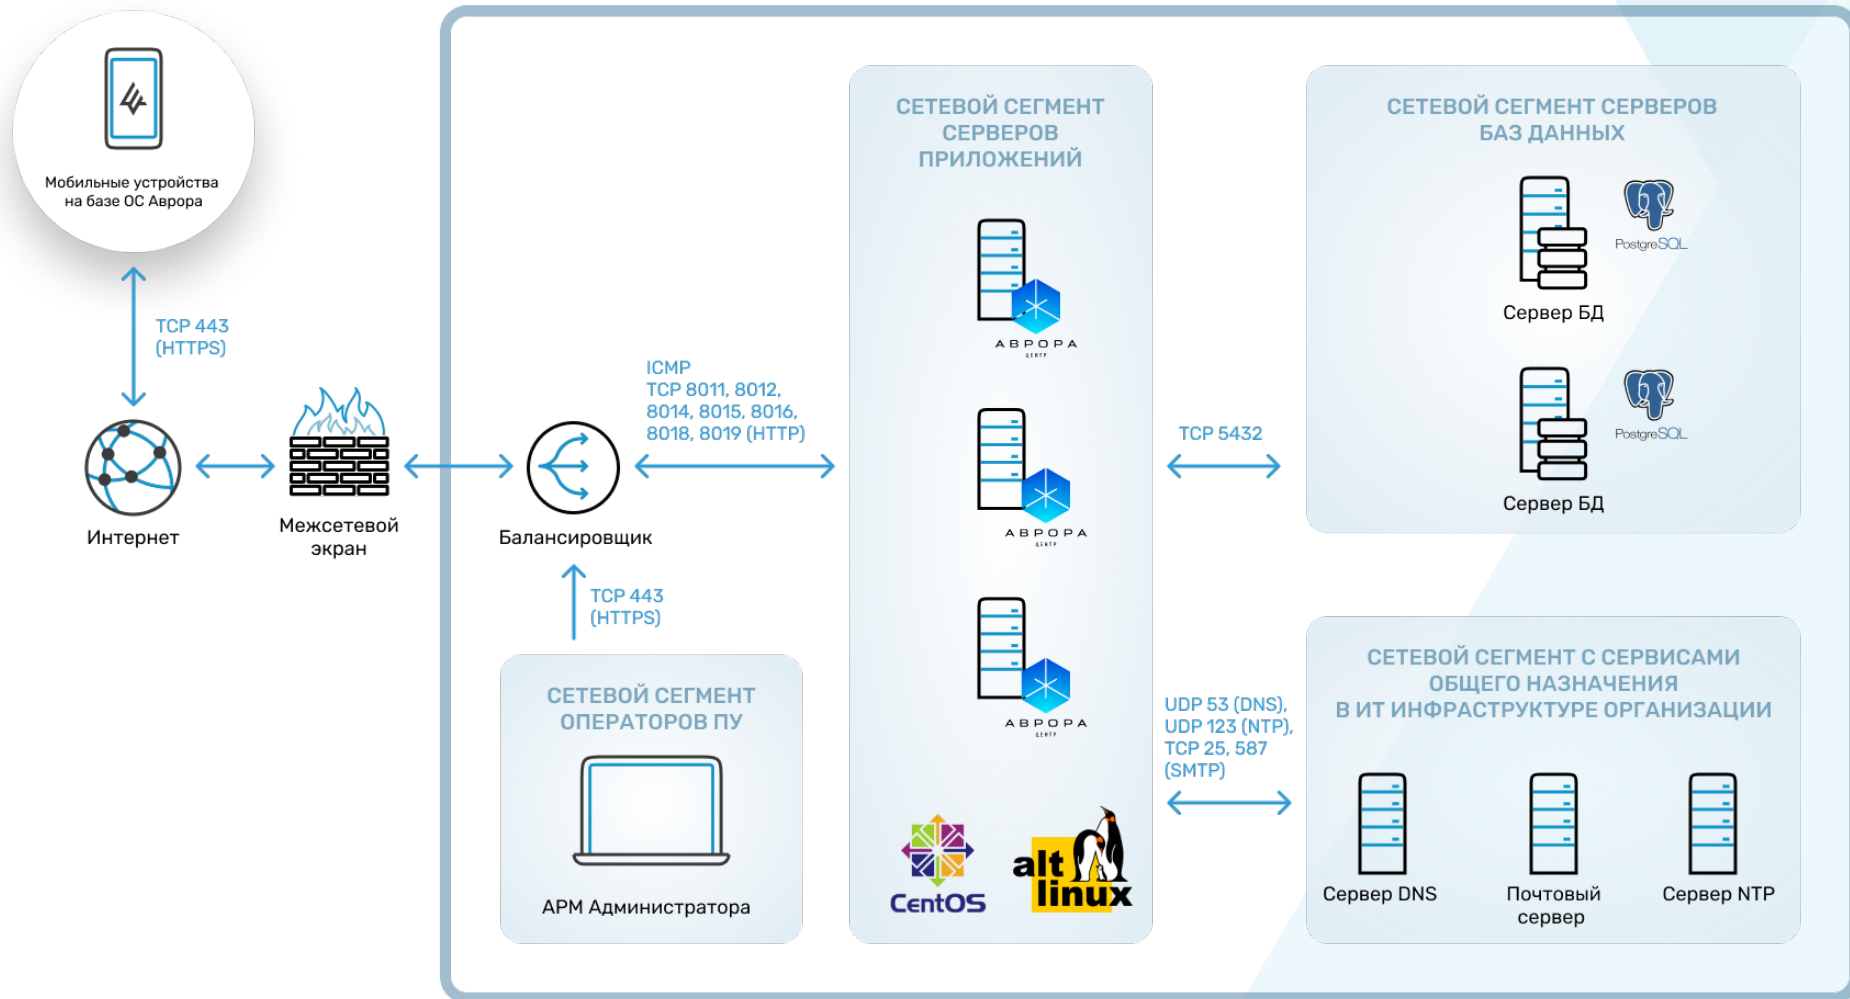 Мобильные устройства
на базе ОС Аврора
TCP 443
(HTTPS)
Интернет
Межсетевой
экран
Балансировщик
ICMP
TCP 8011, 8012,
8014, 8015, 8016,
8018, 8019 (HTTP)
TCP 443
(HTTPS)
СЕТЕВОЙ СЕГМЕНТ
ОПЕРАТОРОВ ПУ
АРМ Администратора
СЕТЕВОЙ СЕГМЕНТ
СЕРВЕРОВ
ПРИЛОЖЕНИЙ
АВРОРА
ЦЕНТР
АВРОРА
ЦЕНТР
АВРОРА
ЦЕНТР
CentOS
alt
linux
TCP 5432
UDP 53 (DNS),
UDP 123 (NTP),
TCP 25, 587
(SMTP)
СЕТЕВОЙ СЕГМЕНТ СЕРВЕРОВ
БАЗ ДАННЫХ
PostgreSQL
Сервер БД
PostgreSQL
Сервер БД
СЕТЕВОЙ СЕГМЕНТ С СЕРВИСАМИ
ОБЩЕГО НАЗНАЧЕНИЯ
В ИТ ИНФРАСТРУКТУРЕ ОРГАНИЗАЦИИ
Сервер DNS
Почтовый
сервер
Сервер NTP